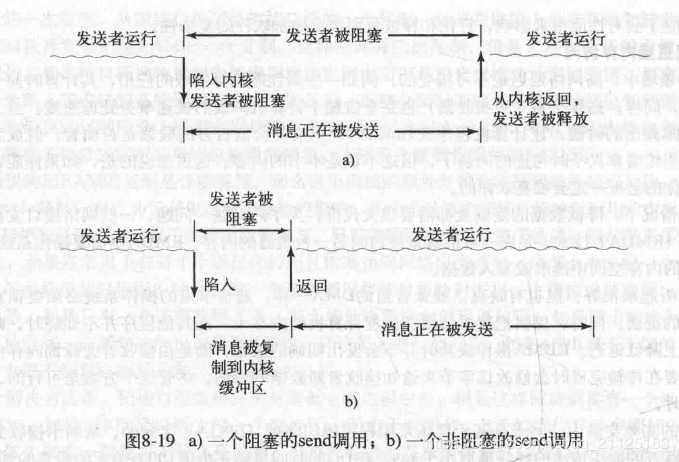 发送者运行
发送者被阻塞
发送者运行
陷入内核
发送者被阻塞
从内核返回，
发送者被释放
消息正在被发送
a)
发送者被
阻塞
发送者运行
发送者运行
陷入
返回
消息正在被发送
消息被复
制到内核
缓冲区
b)
图8-19 a) 一个阻塞的send调用；b) 一个非阻塞的send调用